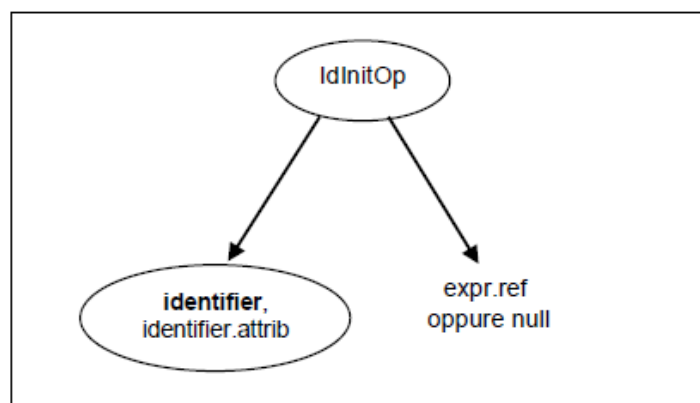 IdInitOp
identifier,
identifier.attrib
expr.ref
oppure null